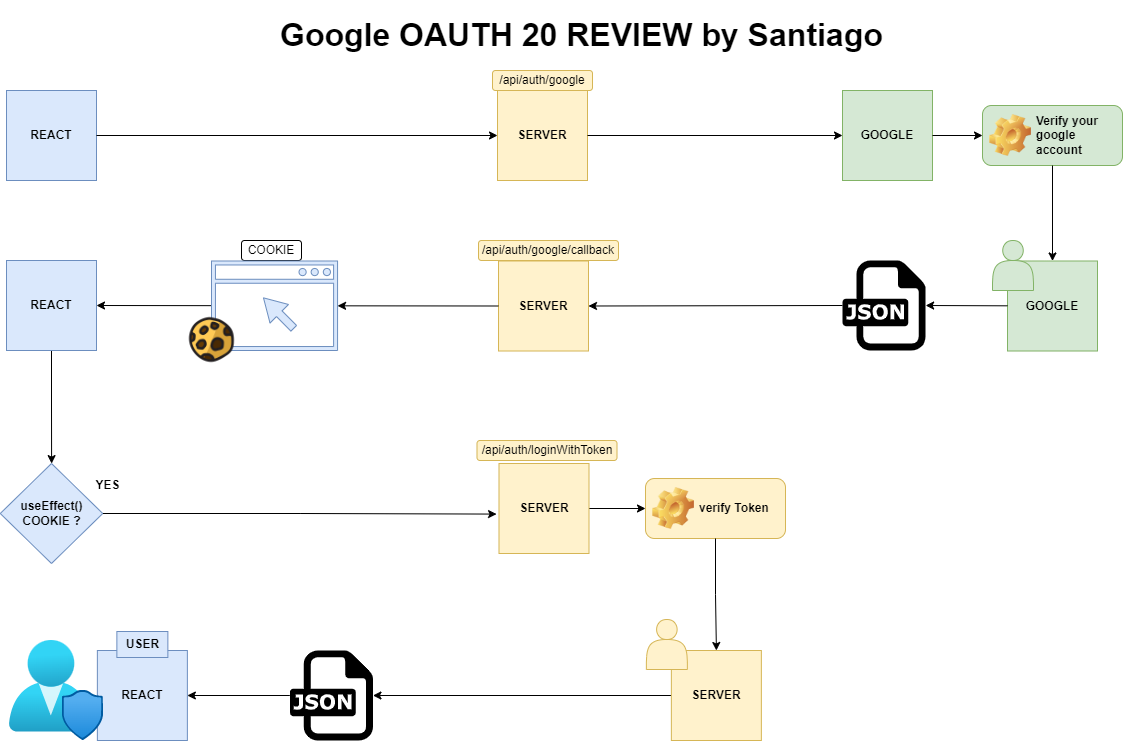 Google OAUTH 20 REVIEW by Santiago
/api/auth/google
REACT
SERVER
GOOGLE
Verify your
google
account
COOKIE
/api/auth/google/callback
REACT
SERVER
JSON
GOOGLE
/api/auth/loginWithToken
YES
useEffect()
COOKIE ?
SERVER
verify Token
USER
REACT
JSON
SERVER